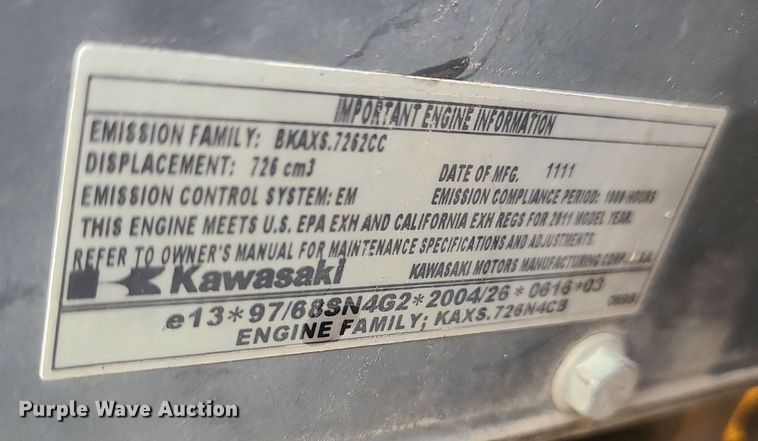 IMPORTANT ENGINE INFORMATION
EMISSION FAMILY: BKAXS.7262CC
DISPLACEMENT: 726 cm3 DATE OF MFG. 1111
EMISSION CONTROL SYSTEM: EM EMISSION COMPLIANCE PERIOD: 1000 HOURS
THIS ENGINE MEETS U.S. EPA EXH AND CALIFORNIA EXH REGS FOR 2011 MODEL YEAR.
REFER TO OWNER'S MANUAL FOR MAINTENANCE SPECIFICATIONS AND ADJUSTMENTS.
Kawasaki KAWASAKI MOTORS MANUFACTURING CORP., U.S.A.
e13*97/68SN4G2*2004/26*0616*03
ENGINE FAMILY; KAXS.726N4CB
Purple Wave Auction